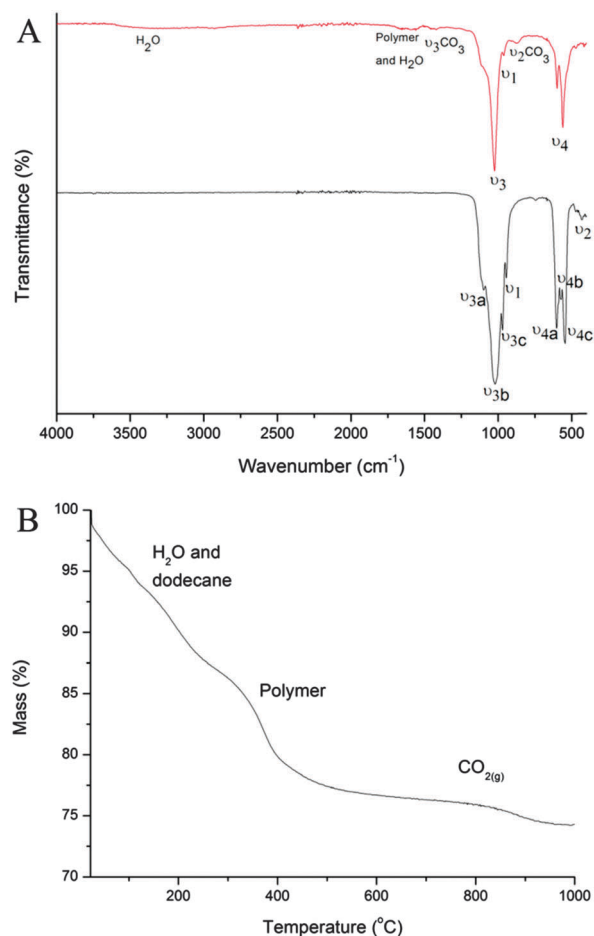 A
H₂O
Polymer
and H₂O
υ₃CO₃
υ₁
υ₂CO₃
υ₃
υ₄
υ₃a
υ₁
υ₃c
υ₃b
υ₂
υ₄b
υ₄a
υ₄c
Transmittance (%)
4000 3500 3000 2500 2000 1500 1000 500
Wavenumber (cm⁻¹)
B
100
95
90
85
80
75
70
H₂O and
dodecane
Polymer
CO₂(g)
Mass (%)
200 400 600 800 1000
Temperature (°C)